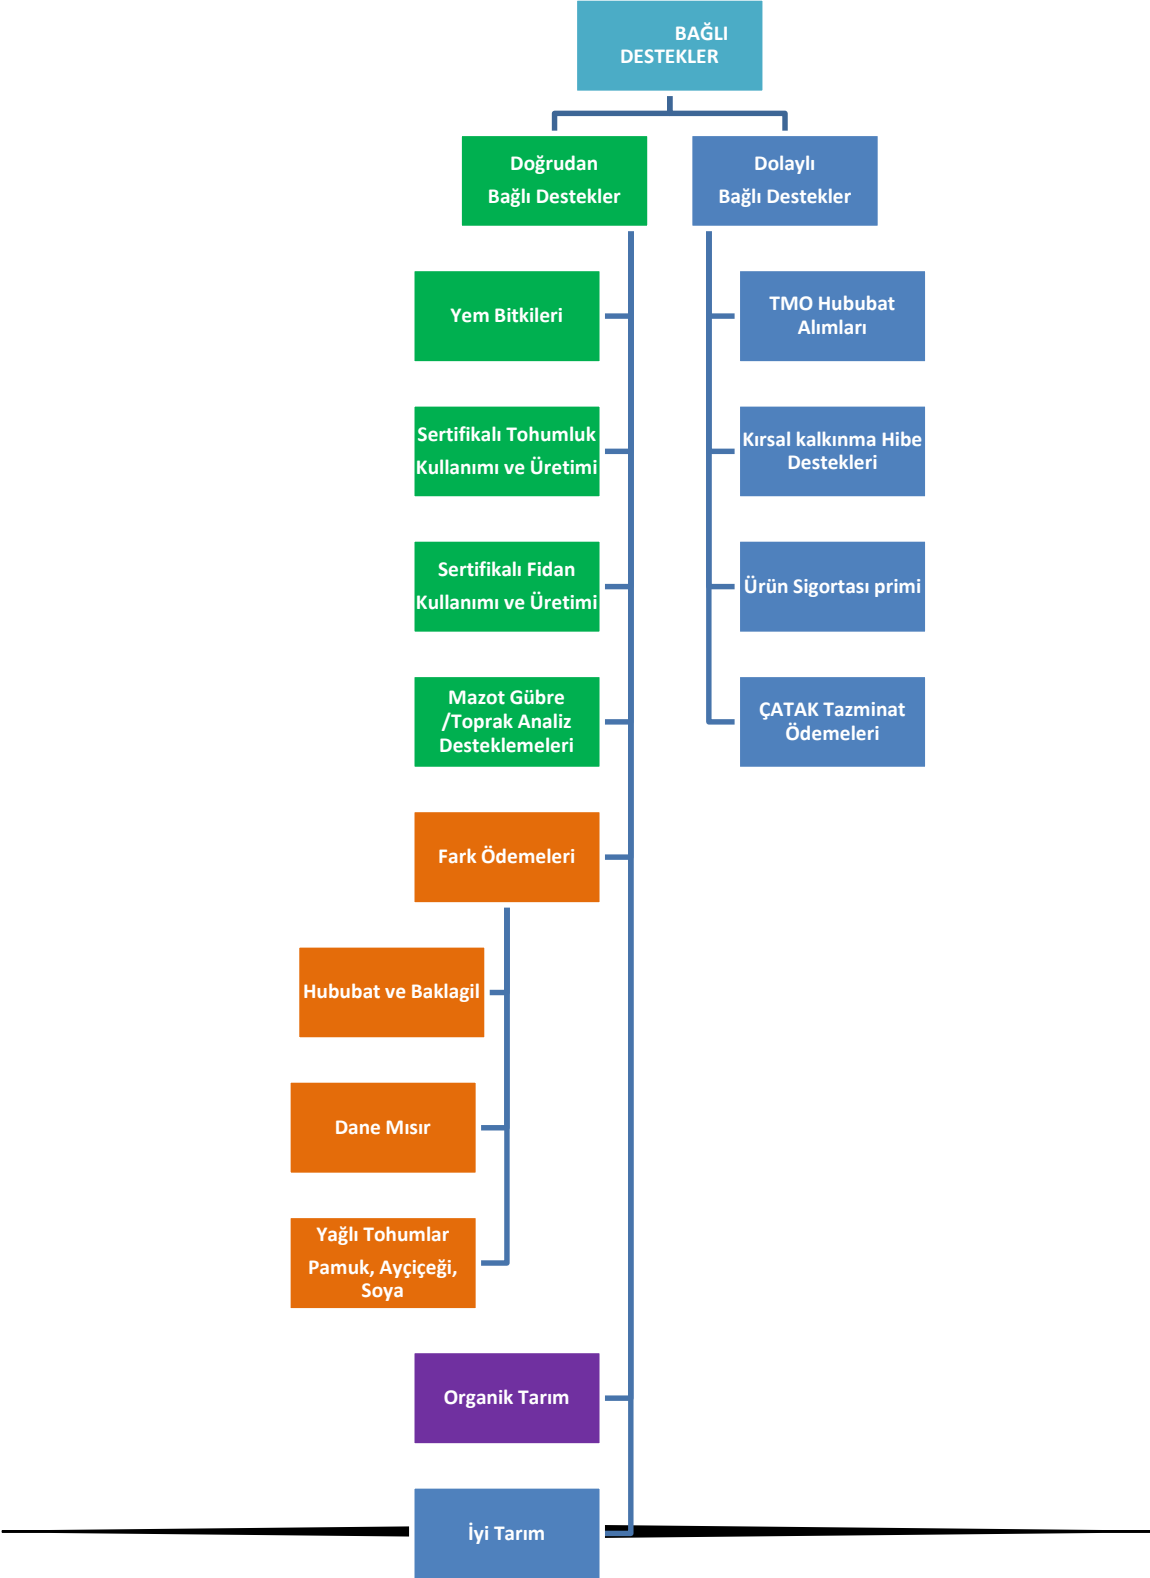 BAĞLI
DESTEKLER
Doğrudan
Bağlı Destekler
Dolaylı
Bağlı Destekler
Yem Bitkileri
TMO Hububat
Alımları
Sertifikalı Tohumluk
Kullanımı ve Üretimi
Kırsal kalkınma Hibe
Destekleri
Sertifikalı Fidan
Kullanımı ve Üretimi
Ürün Sigortası primi
Mazot Gübre
/Toprak Analiz
Desteklemeleri
ÇATAK Tazminat
Ödemeleri
Fark Ödemeleri
Hububat ve Baklagil
Dane Mısır
Yağlı Tohumlar
Pamuk, Ayçiçeği,
Soya
Organik Tarım
İyi Tarım